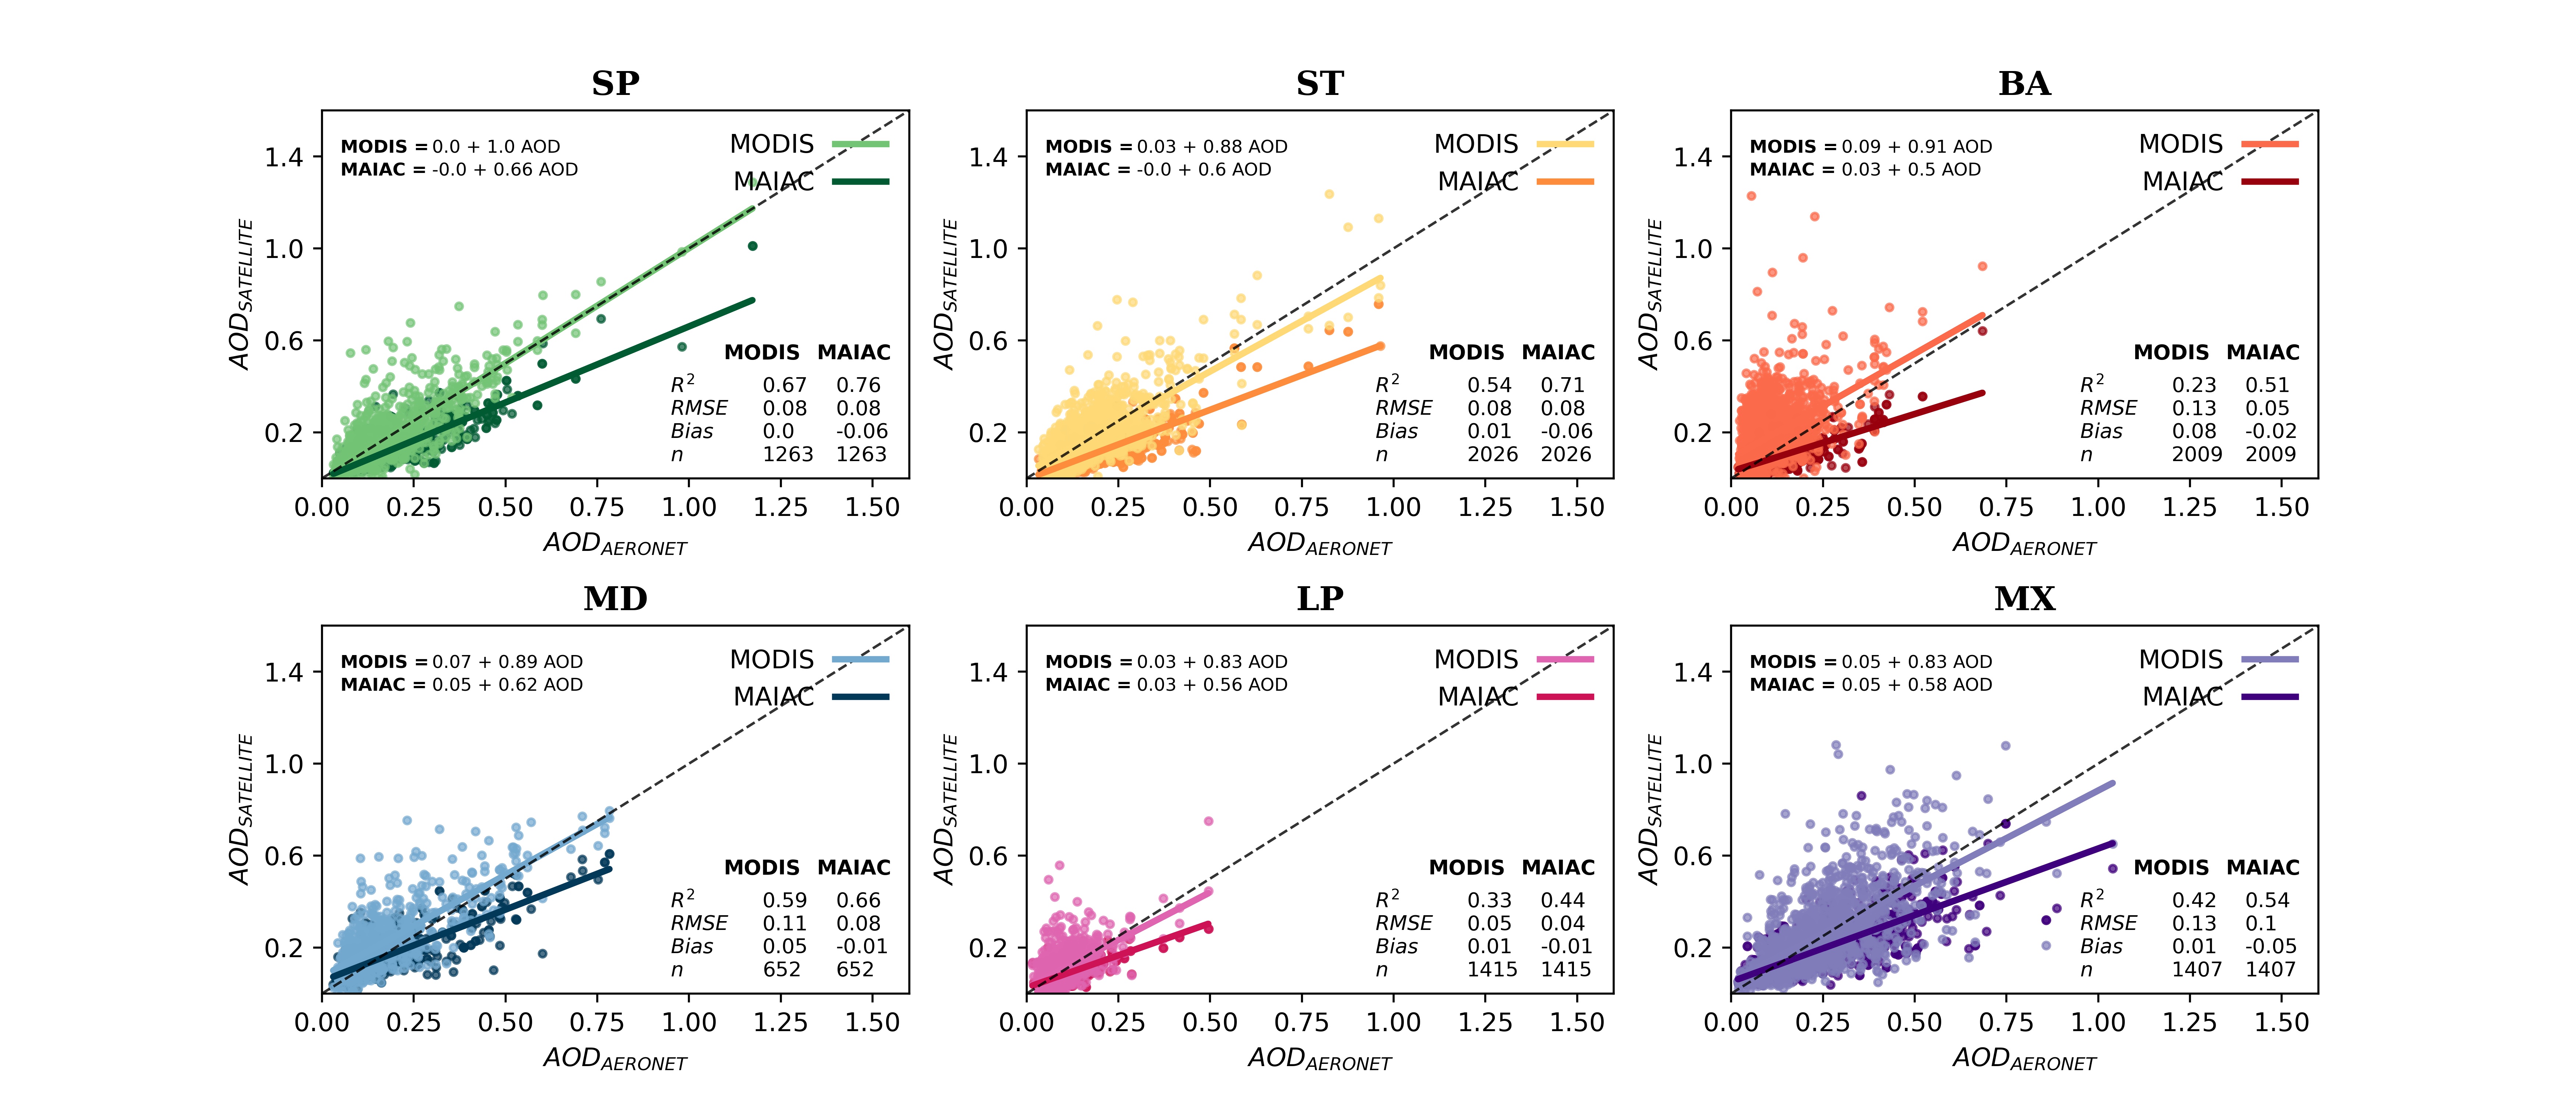 SP
MODIS = 0.0 + 1.0 AOD
MAIAC = -0.0 + 0.66 AOD
MODIS
MAIAC
1.4
1.0
0.6
0.2
AOD_SATELLITE
MODIS MAIAC
R² 0.67 0.76
RMSE 0.08 0.08
Bias 0.0 -0.06
n 1263 1263
0.00 0.25 0.50 0.75 1.00 1.25 1.50
AOD_AERONET
ST
MODIS = 0.03 + 0.88 AOD
MAIAC = -0.0 + 0.6 AOD
MODIS
MAIAC
1.4
1.0
0.6
0.2
AOD_SATELLITE
MODIS MAIAC
R² 0.54 0.71
RMSE 0.08 0.08
Bias 0.01 -0.06
n 2026 2026
0.00 0.25 0.50 0.75 1.00 1.25 1.50
AOD_AERONET
BA
MODIS = 0.09 + 0.91 AOD
MAIAC = 0.03 + 0.5 AOD
MODIS
MAIAC
1.4
1.0
0.6
0.2
AOD_SATELLITE
MODIS MAIAC
R² 0.23 0.51
RMSE 0.13 0.05
Bias 0.08 -0.02
n 2009 2009
0.00 0.25 0.50 0.75 1.00 1.25 1.50
AOD_AERONET
MD
MODIS = 0.07 + 0.89 AOD
MAIAC = 0.05 + 0.62 AOD
MODIS
MAIAC
1.4
1.0
0.6
0.2
AOD_SATELLITE
MODIS MAIAC
R² 0.59 0.66
RMSE 0.11 0.08
Bias 0.05 -0.01
n 652 652
0.00 0.25 0.50 0.75 1.00 1.25 1.50
AOD_AERONET
LP
MODIS = 0.03 + 0.83 AOD
MAIAC = 0.03 + 0.56 AOD
MODIS
MAIAC
1.4
1.0
0.6
0.2
AOD_SATELLITE
MODIS MAIAC
R² 0.33 0.44
RMSE 0.05 0.04
Bias 0.01 -0.01
n 1415 1415
0.00 0.25 0.50 0.75 1.00 1.25 1.50
AOD_AERONET
MX
MODIS = 0.05 + 0.83 AOD
MAIAC = 0.05 + 0.58 AOD
MODIS
MAIAC
1.4
1.0
0.6
0.2
AOD_SATELLITE
MODIS MAIAC
R² 0.42 0.54
RMSE 0.13 0.1
Bias 0.01 -0.05
n 1407 1407
0.00 0.25 0.50 0.75 1.00 1.25 1.50
AOD_AERONET